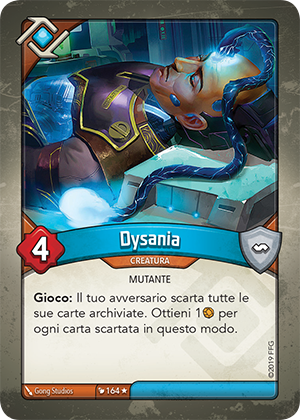 Dysania
4
CREATURA
MUTANTE
Gioco: Il tuo avversario scarta tutte le
sue carte archiviate. Ottieni 1 per
ogni carta scartata in questo modo.
Gong Studios
164
©2019 FFG